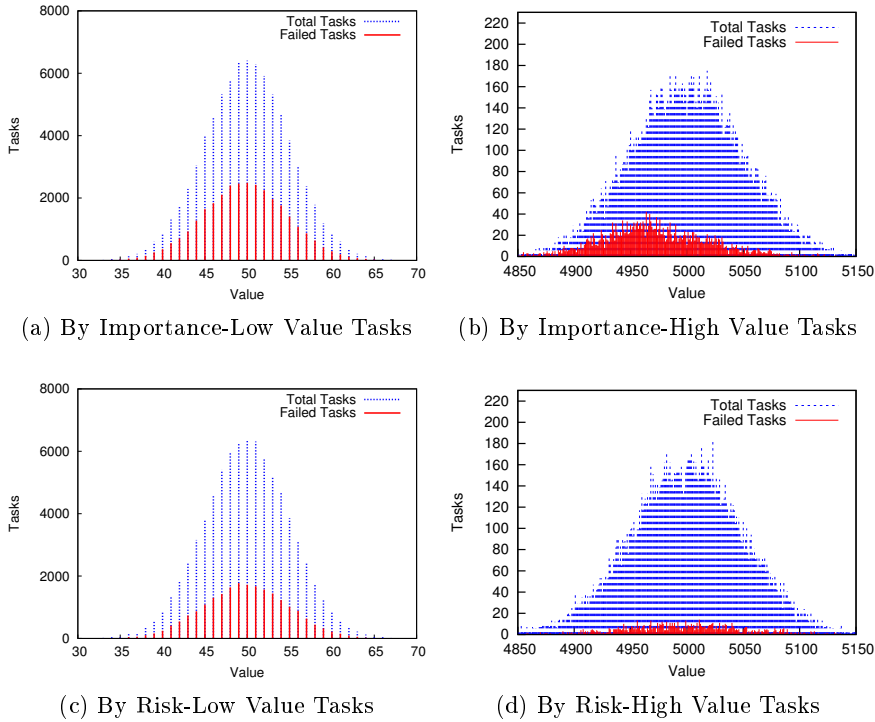 8000
6000
4000
2000
0
30 35 40 45 50 55 60 65 70
Tasks
Value
Total Tasks
Failed Tasks
(a) By Importance-Low Value Tasks
220
200
180
160
140
120
100
80
60
40
20
0
4850 4900 4950 5000 5050 5100 5150
Tasks
Value
Total Tasks
Failed Tasks
(b) By Importance-High Value Tasks
8000
6000
4000
2000
0
30 35 40 45 50 55 60 65 70
Tasks
Value
Total Tasks
Failed Tasks
(c) By Risk-Low Value Tasks
220
200
180
160
140
120
100
80
60
40
20
0
4850 4900 4950 5000 5050 5100 5150
Tasks
Value
Total Tasks
Failed Tasks
(d) By Risk-High Value Tasks